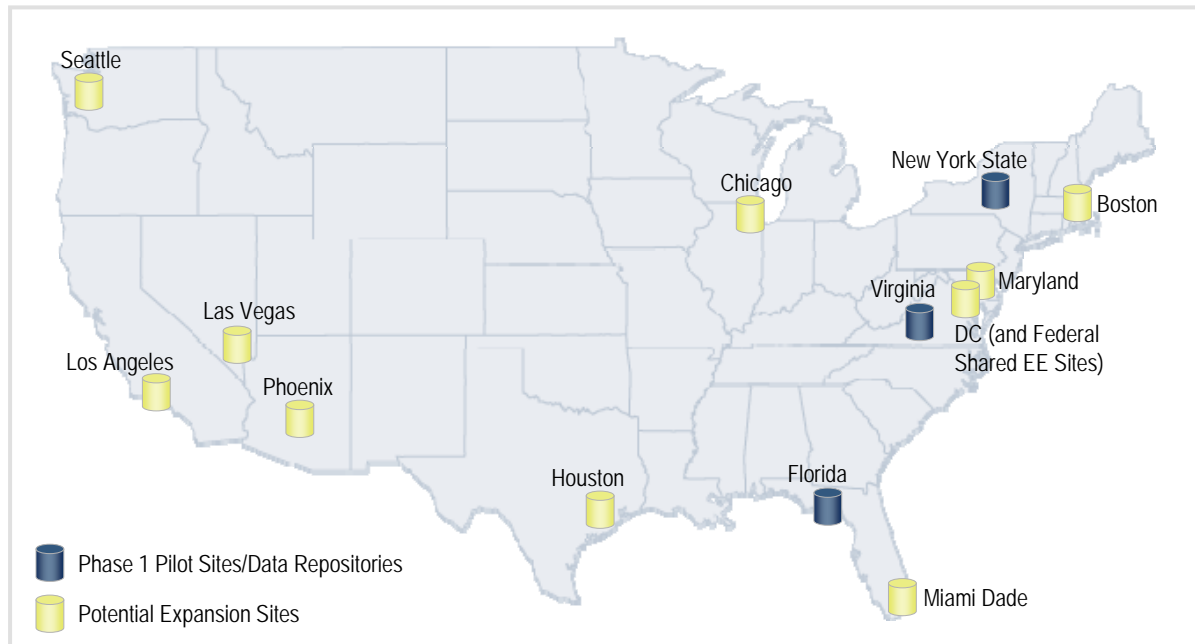 Seattle
New York State
Chicago
Boston
Maryland
Virginia
Las Vegas
DC (and Federal
Shared EE Sites)
Los Angeles
Phoenix
Houston
Florida
Phase 1 Pilot Sites/Data Repositories
Miami Dade
Potential Expansion Sites